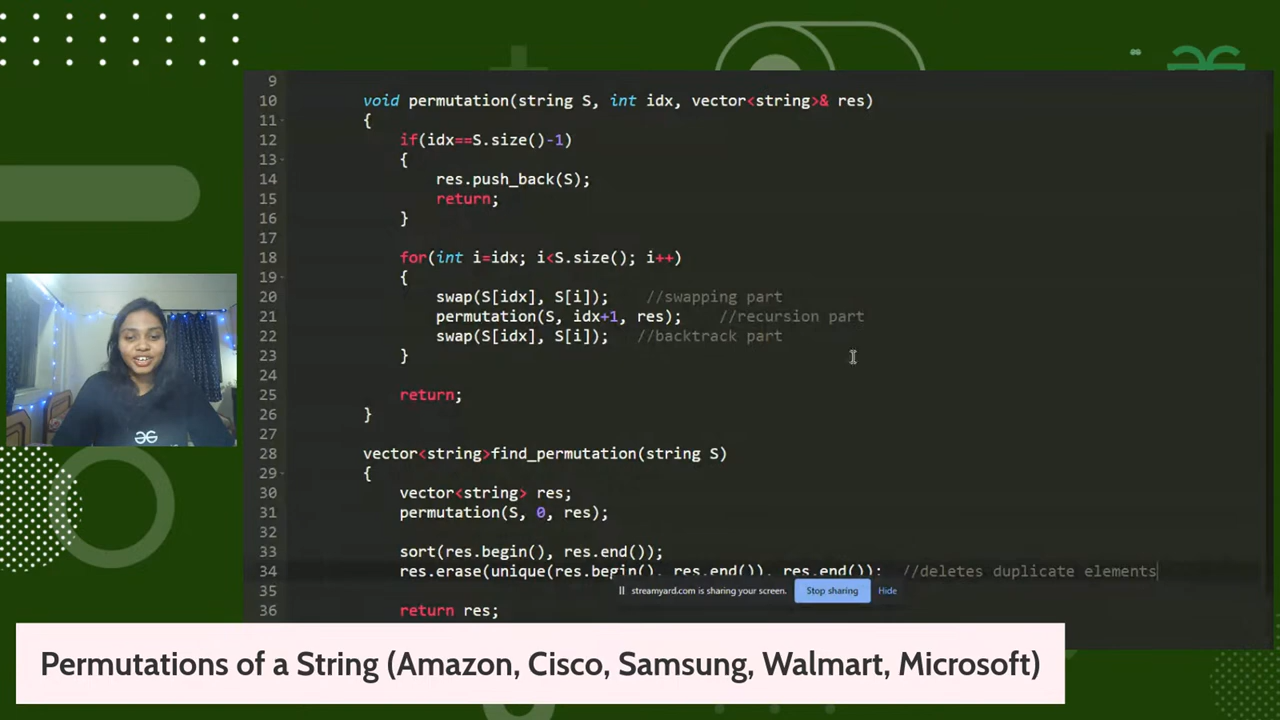 9
10 void permutation(string S, int idx, vector<string>& res)
11 {
12 if(idx==S.size()-1)
13 {
14 res.push_back(S);
15 return;
16 }
17
18 for(int i=idx; i<S.size(); i++)
19 {
20 swap(S[idx], S[i]); //swapping part
21 permutation(S, idx+1, res); //recursion part
22 swap(S[idx], S[i]); //backtrack part
23 }
24
25 return;
26 }
27
28 vector<string>find_permutation(string S)
29 {
30 vector<string> res;
31 permutation(S, 0, res);
32
33 sort(res.begin(), res.end());
34 res.erase(unique(res.begin(), res.end()), res.end()); //deletes duplicate elements
35
streamyard.com is sharing your screen. Stop sharing Hide
36 return res;
Permutations of a String (Amazon, Cisco, Samsung, Walmart, Microsoft)